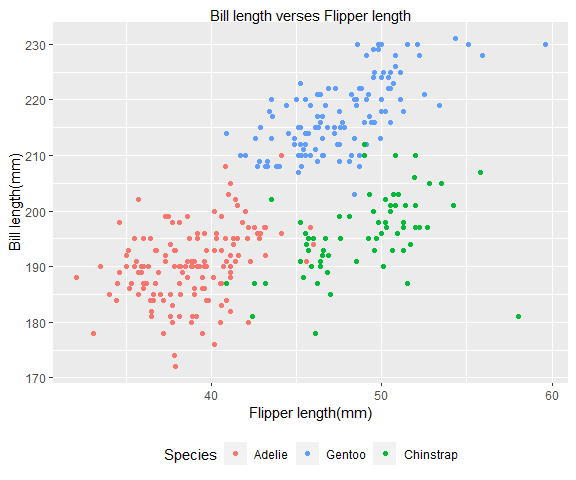 Bill length verses Flipper length
Bill length(mm)
230
220
210
200
190
180
170
40
50
60
Flipper length(mm)
Species
Adelie
Gentoo
Chinstrap